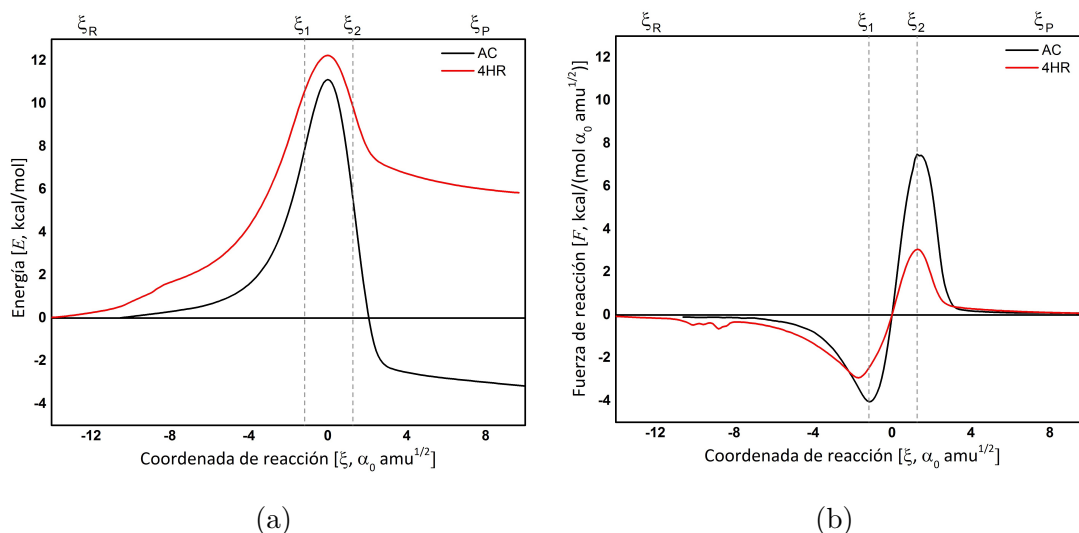 ξR ξ1 ξ2 ξP
AC
4HR
12
10
8
6
4
2
0
-2
-4
-12 -8 -4 0 4 8
Energía [E, kcal/mol]
Coordenada de reacción [ξ, α0 amu1/2]
(a)
ξR ξ1 ξ2 ξP
AC
4HR
12
10
8
6
4
2
0
-2
-4
-12 -8 -4 0 4 8
Fuerza de reacción [F, kcal/(mol α0 amu1/2)]
Coordenada de reacción [ξ, α0 amu1/2]
(b)